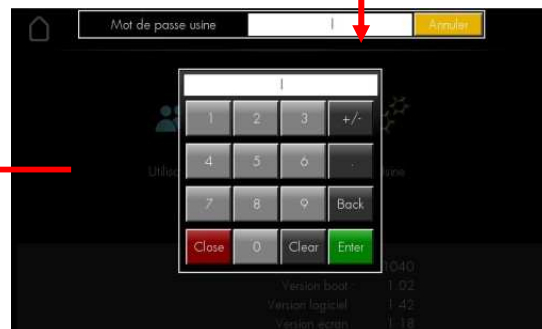 Mot de passe usine Annuler
1 2 3 +/-
4 5 6 .
7 8 9 Back
Close 0 Clear Enter
1040
Version boot 1.02
Version logiciel 1.42
Version écran 1.18